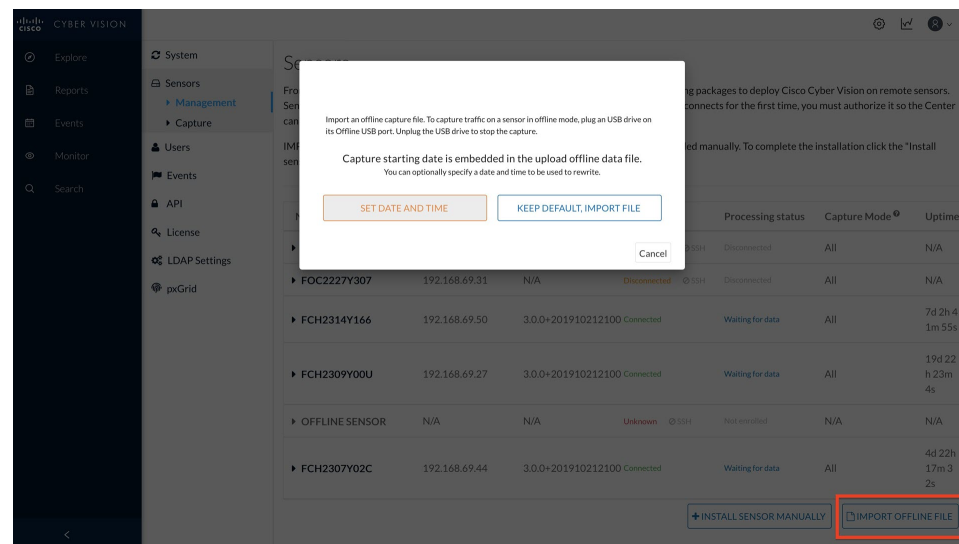 cisco CYBER VISION
Explore
Reports
Events
Monitor
Search
System
Sensors
Management
Capture
Users
Events
API
License
LDAP Settings
pxGrid
Import an offline capture file. To capture traffic on a sensor in offline mode, plug an USB drive on
its Offline USB port. Unplug the USB drive to stop the capture.
Capture starting date is embedded in the upload offline data file.
You can optionally specify a date and time to be used to rewrite.
SET DATE AND TIME KEEP DEFAULT, IMPORT FILE
Cancel
Fro ng packages to deploy Cisco Cyber Vision on remote sensors.
Sen connects for the first time, you must authorize it so the Center
can
IMP led manually. To complete the installation click the "Install
sen
Processing status Capture Mode Uptime
SSH Disconnected All N/A
FOC2227Y307 192.168.69.31 N/A Disconnected SSH Disconnected All N/A
FCH2314Y166 192.168.69.50 3.0.0+201910212100 Connected Waiting for data All 7d 2h 4
1m 55s
FCH2309Y00U 192.168.69.27 3.0.0+201910212100 Connected Waiting for data All 19d 22
h 23m
4s
OFFLINE SENSOR N/A N/A Unknown SSH Not enrolled N/A N/A
FCH2307Y02C 192.168.69.44 3.0.0+201910212100 Connected Waiting for data All 4d 22h
17m 3
2s
+ INSTALL SENSOR MANUALLY IMPORT OFFLINE FILE